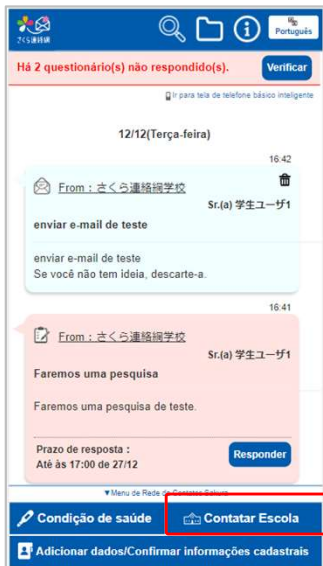 さくら連絡網
Português
Há 2 questionário(s) não respondido(s).
Verificar
Ir para tela de telefone básico inteligente
12/12(Terça-feira)
16:42
From：さくら連絡網学校
Sr.(a) 学生ユーザ1
enviar e-mail de teste
enviar e-mail de teste
Se você não tem ideia, descarte-a.
16:41
From：さくら連絡網学校
Sr.(a) 学生ユーザ1
Faremos uma pesquisa
Faremos uma pesquisa de teste.
Prazo de resposta：
Até às 17:00 de 27/12
Responder
▼Menu de Rede de Contatos Sakura
Condição de saúde
Contatar Escola
Adicionar dados/Confirmar informações cadastrais